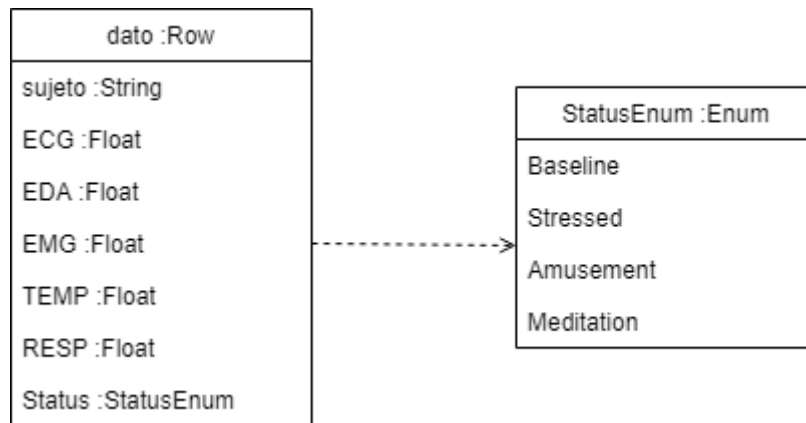 dato :Row
sujeto :String
ECG :Float
EDA :Float
EMG :Float
TEMP :Float
RESP :Float
Status :StatusEnum
StatusEnum :Enum
Baseline
Stressed
Amusement
Meditation